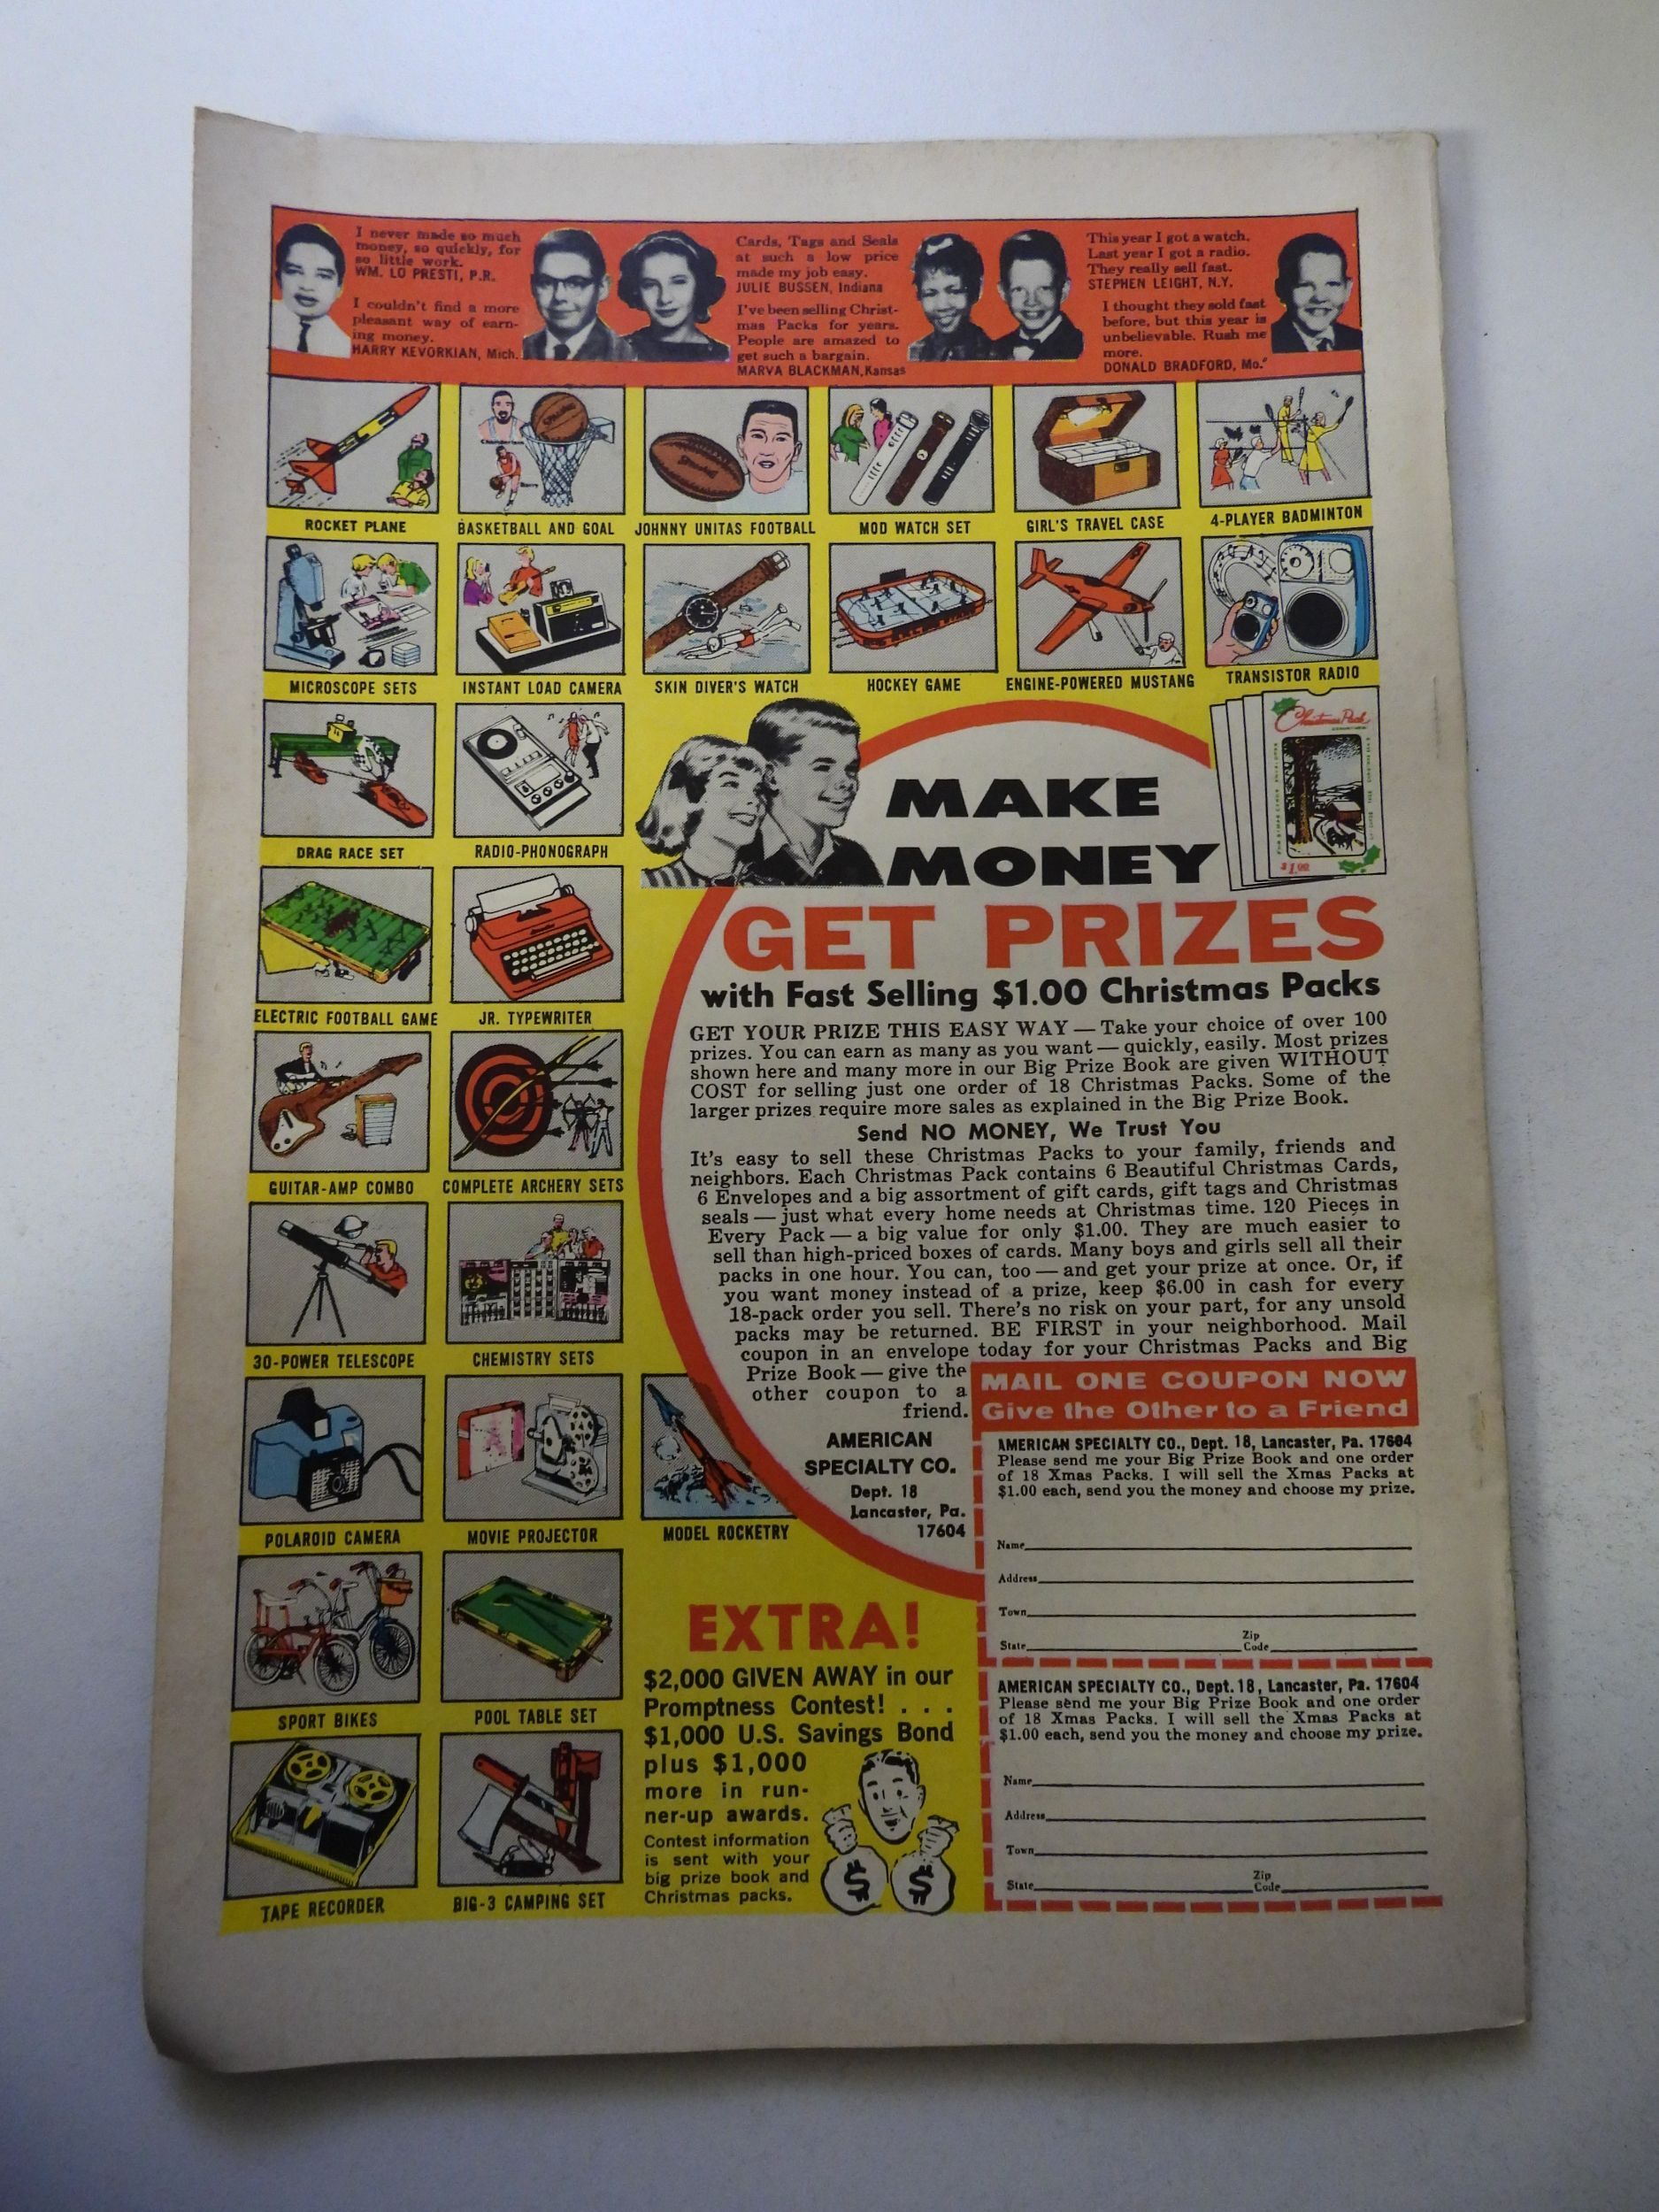 I never made so much
money, so quickly, for
so little work.
WM. LO PRESTI, P.R.
I couldn't find a more
pleasant way of earn-
ing money.
HARRY KEVORKIAN, Mich.
Cards, Tags and Seals
at such a low price
made my job easy.
JULIE BUSSEN, Indiana
I've been selling Christ-
mas Packs for years.
People are amazed to
get such a bargain.
MARVA BLACKMAN, Kansas
This year I got a watch.
Last year I got a radio.
They really sell fast.
STEPHEN LEIGHT, N.Y.
I thought they sold fast
before, but this year is
unbelievable. Rush me
more.
DONALD BRADFORD, Mo.
ROCKET PLANE
BASKETBALL AND GOAL
JOHNNY UNITAS FOOTBALL
MOD WATCH SET
GIRL'S TRAVEL CASE
4-PLAYER BADMINTON
MICROSCOPE SETS
INSTANT LOAD CAMERA
SKIN DIVER'S WATCH
HOCKEY GAME
ENGINE-POWERED MUSTANG
TRANSISTOR RADIO
DRAG RACE SET
RADIO-PHONOGRAPH
Christmas Pack
$1.00
MAKE
MONEY
GET PRIZES
with Fast Selling $1.00 Christmas Packs
ELECTRIC FOOTBALL GAME
JR. TYPEWRITER
GUITAR-AMP COMBO
COMPLETE ARCHERY SETS
30-POWER TELESCOPE
CHEMISTRY SETS
POLAROID CAMERA
MOVIE PROJECTOR
MODEL ROCKETRY
SPORT BIKES
POOL TABLE SET
TAPE RECORDER
BIG-3 CAMPING SET
GET YOUR PRIZE THIS EASY WAY — Take your choice of over 100
prizes. You can earn as many as you want — quickly, easily. Most prizes
shown here and many more in our Big Prize Book are given WITHOUT
COST for selling just one order of 18 Christmas Packs. Some of the
larger prizes require more sales as explained in the Big Prize Book.
Send NO MONEY, We Trust You
It's easy to sell these Christmas Packs to your family, friends and
neighbors. Each Christmas Pack contains 6 Beautiful Christmas Cards,
6 Envelopes and a big assortment of gift cards, gift tags and Christmas
seals — just what every home needs at Christmas time. 120 Pieces in
Every Pack — a big value for only $1.00. They are much easier to
sell than high-priced boxes of cards. Many boys and girls sell all their
packs in one hour. You can, too — and get your prize at once. Or, if
you want money instead of a prize, keep $6.00 in cash for every
18-pack order you sell. There's no risk on your part, for any unsold
packs may be returned. BE FIRST in your neighborhood. Mail
coupon in an envelope today for your Christmas Packs and Big
Prize Book — give the
other coupon to a
friend.
AMERICAN
SPECIALTY CO.
Dept. 18
Lancaster, Pa.
17604
MAIL ONE COUPON NOW
Give the Other to a Friend
AMERICAN SPECIALTY CO., Dept. 18, Lancaster, Pa. 17604
Please send me your Big Prize Book and one order
of 18 Xmas Packs. I will sell the Xmas Packs at
$1.00 each, send you the money and choose my prize.
Name
Address
Town
State Zip Code
AMERICAN SPECIALTY CO., Dept. 18, Lancaster, Pa. 17604
Please send me your Big Prize Book and one order
of 18 Xmas Packs. I will sell the Xmas Packs at
$1.00 each, send you the money and choose my prize.
Name
Address
Town
State Zip Code
EXTRA!
$2,000 GIVEN AWAY in our
Promptness Contest! . . .
$1,000 U.S. Savings Bond
plus $1,000
more in run-
ner-up awards.
Contest information
is sent with your
big prize book and
Christmas packs.
$ $